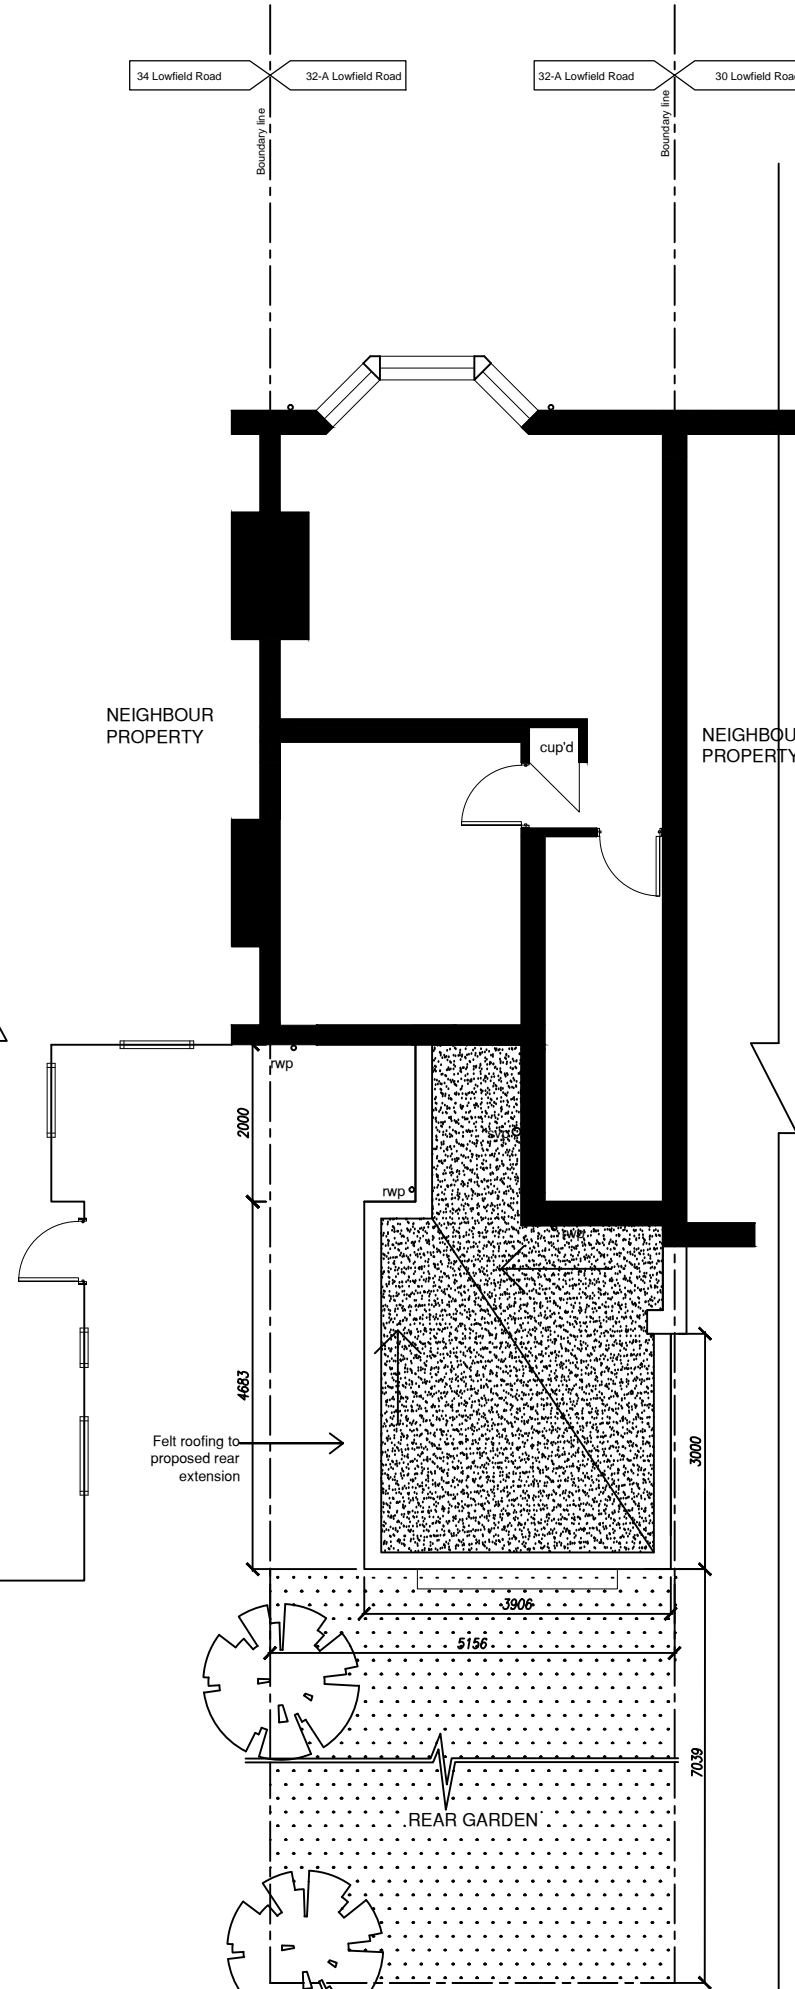 34 Lowfield Road
32-A Lowfield Road
32-A Lowfield Road
30 Lowfield Road
Boundary line
Boundary line
NEIGHBOUR
PROPERTY
cup'd
NEIGHBOU
PROPERTY
rwp
2000
rwp
rwp
4683
Felt roofing to
proposed rear
extension
3000
3906
5156
7039
REAR GARDEN